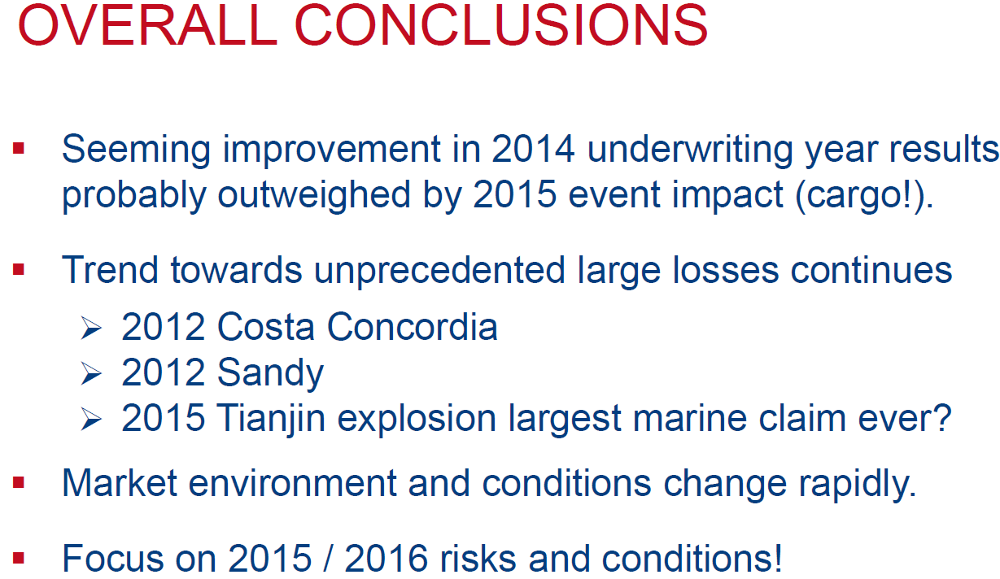 OVERALL CONCLUSIONS
▪ Seeming improvement in 2014 underwriting year results
probably outweighed by 2015 event impact (cargo!).
▪ Trend towards unprecedented large losses continues
➢ 2012 Costa Concordia
➢ 2012 Sandy
➢ 2015 Tianjin explosion largest marine claim ever?
▪ Market environment and conditions change rapidly.
▪ Focus on 2015 / 2016 risks and conditions!